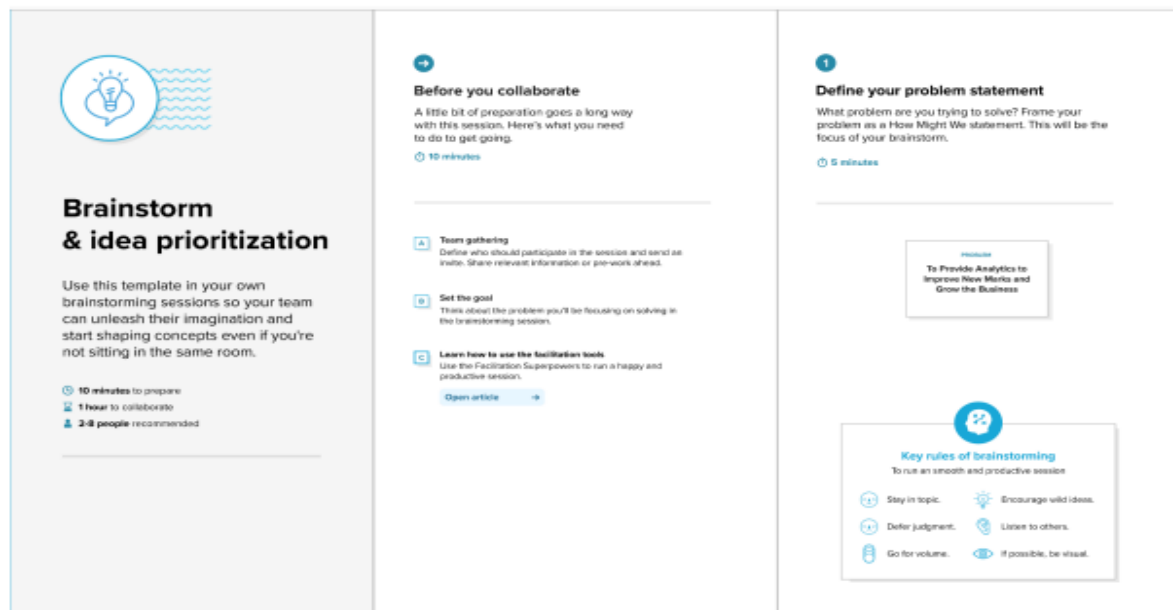 Brainstorm
& idea prioritization
Use this template in your own
brainstorming sessions so your team
can unleash their imagination and
start shaping concepts even if you're
not sitting in the same room.
10 minutes to prepare
1 hour to collaborate
2-8 people recommended
Before you collaborate
A little bit of preparation goes a long way
with this session. Here's what you need
to do to get going.
10 minutes
A
Team gathering
Define who should participate in the session and send an
invite. Share relevant information or pre-work ahead.
B
Set the goal
Think about the problem you'll be focusing on solving in
the brainstorming session.
C
Learn how to use the facilitation tools
Use the Facilitation Superpowers to run a happy and
productive session.
Open article
1
Define your problem statement
What problem are you trying to solve? Frame your
problem as a How Might We statement. This will be the
focus of your brainstorm.
5 minutes
PROBLEM
To Provide Analytics to
Improve New Marks and
Grow the Business
Key rules of brainstorming
To run an smooth and productive session
Stay in topic.
Encourage wild ideas.
Defer judgment.
Listen to others.
Go for volume.
If possible, be visual.